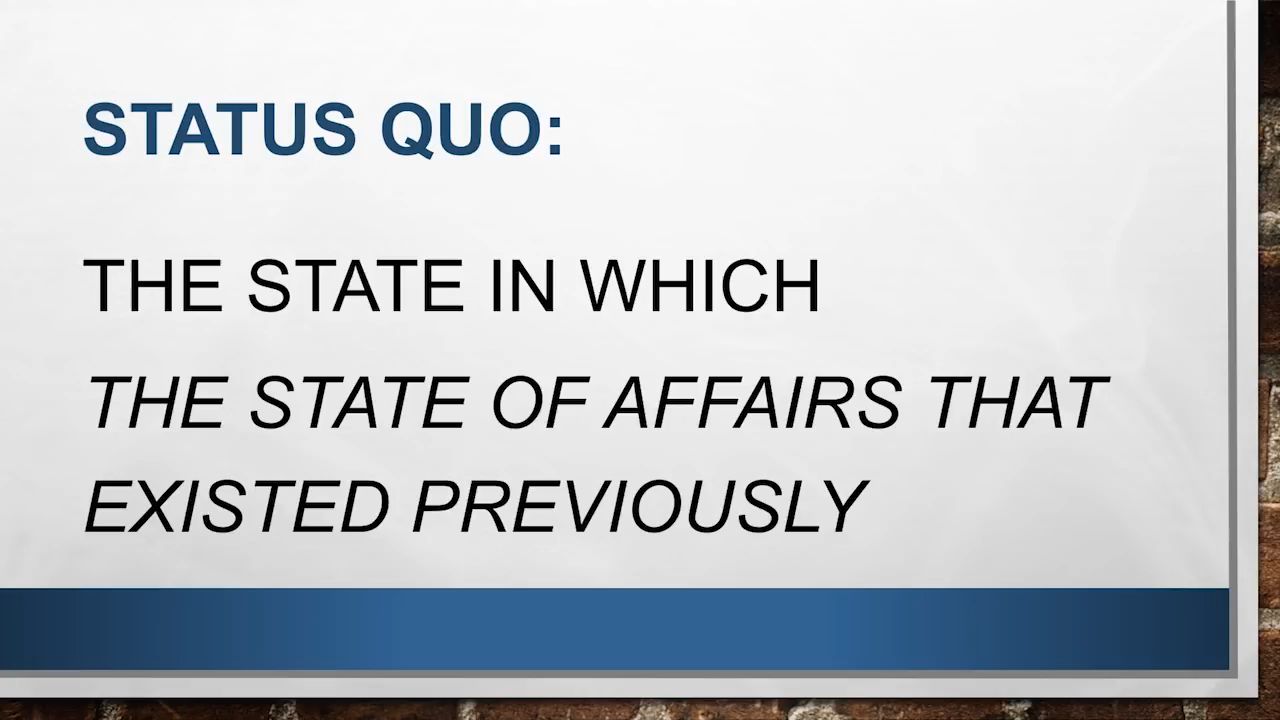 STATUS QUO:
THE STATE IN WHICH
THE STATE OF AFFAIRS THAT
EXISTED PREVIOUSLY